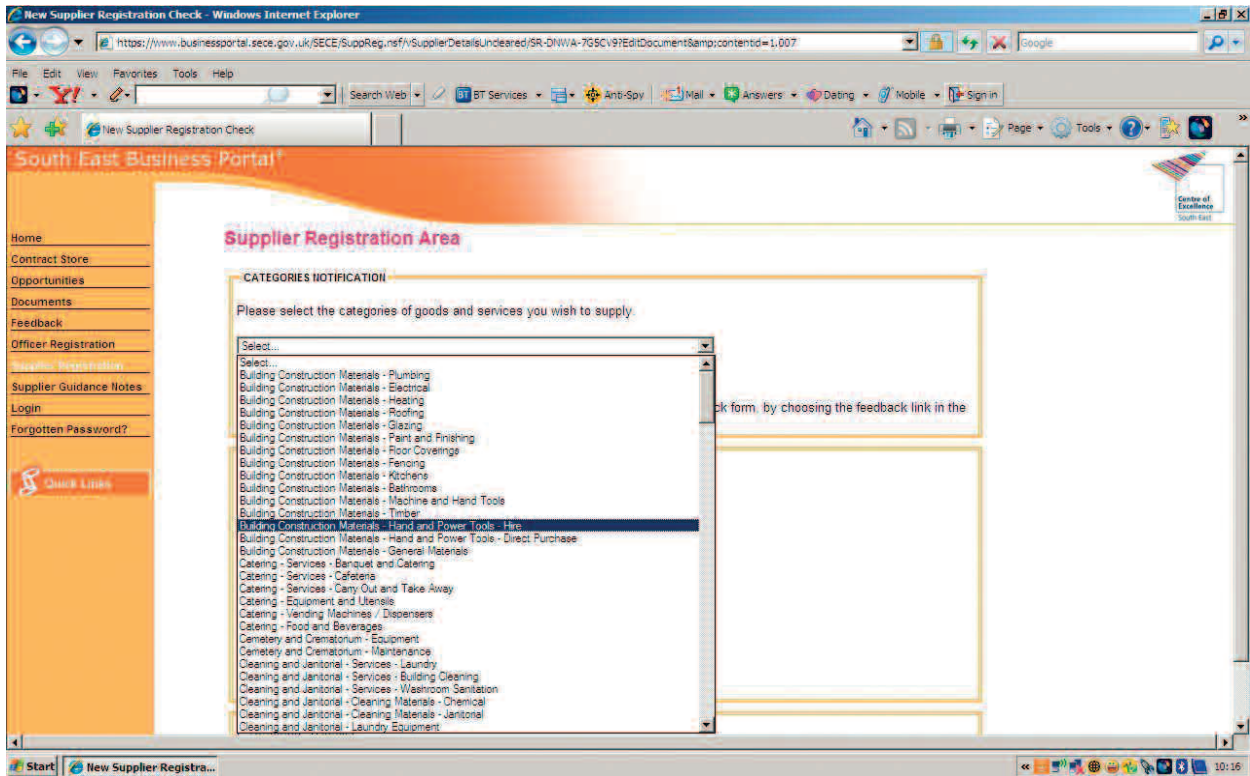 New Supplier Registration Check - Windows Internet Explorer
https://www.businessportal.sece.gov.uk/SECE/SuppReg.nsf/vSupplierDetailsUncleared/SR-DNWA-7G5CV9?EditDocument&amp;contentid=1.007
Google
File Edit View Favorites Tools Help
Y! Search Web BT BT Services Anti-Spy Mail Answers Dating Mobile Sign in
New Supplier Registration Check Page Tools
South East Business Portal
Centre of
Excellence
South East
Home
Contract Store
Opportunities
Documents
Feedback
Officer Registration
Supplier Registration
Supplier Guidance Notes
Login
Forgotten Password?
Quick Links
Supplier Registration Area
CATEGORIES NOTIFICATION
Please select the categories of goods and services you wish to supply.
Select...
Select...
Building Construction Materials - Plumbing
Building Construction Materials - Electrical
Building Construction Materials - Heating
Building Construction Materials - Roofing
Building Construction Materials - Glazing
Building Construction Materials - Paint and Finishing
Building Construction Materials - Floor Coverings
Building Construction Materials - Fencing
Building Construction Materials - Kitchens
Building Construction Materials - Bathrooms
Building Construction Materials - Machine and Hand Tools
Building Construction Materials - Timber
Building Construction Materials - Hand and Power Tools - Hire
Building Construction Materials - Hand and Power Tools - Direct Purchase
Building Construction Materials - General Materials
Catering - Services - Banquet and Catering
Catering - Services - Cafeteria
Catering - Services - Carry Out and Take Away
Catering - Equipment and Utensils
Catering - Vending Machines / Dispensers
Catering - Food and Beverages
Cemetery and Crematorium - Equipment
Cemetery and Crematorium - Maintenance
Cleaning and Janitorial - Services - Laundry
Cleaning and Janitorial - Services - Building Cleaning
Cleaning and Janitorial - Services - Washroom Sanitation
Cleaning and Janitorial - Cleaning Materials - Chemical
Cleaning and Janitorial - Cleaning Materials - Janitorial
Cleaning and Janitorial - Laundry Equipment
ck form, by choosing the feedback link in the
Start New Supplier Registra... 10:16